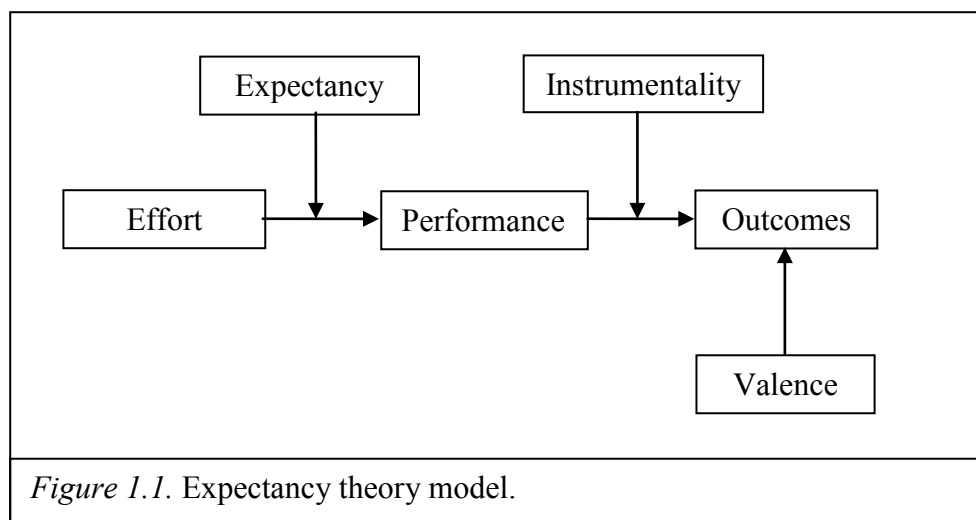 Expectancy
Instrumentality
Effort
Performance
Outcomes
Valence
Figure 1.1. Expectancy theory model.